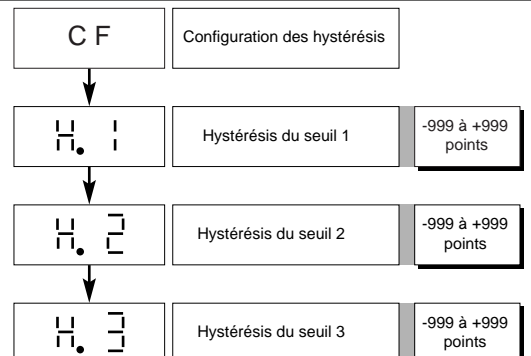 C F
Configuration des hystérésis
H. 1
Hystérésis du seuil 1
-999 à +999
points
H. 2
Hystérésis du seuil 2
-999 à +999
points
H. 3
Hystérésis du seuil 3
-999 à +999
points